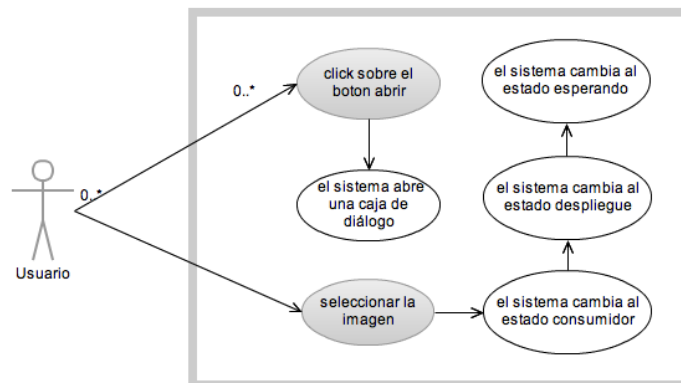 click sobre el
boton abrir
el sistema cambia al
estado esperando
0..*
0..*
el sistema abre
una caja de
diálogo
el sistema cambia al
estado despliegue
Usuario
seleccionar la
imagen
el sistema cambia al
estado consumidor